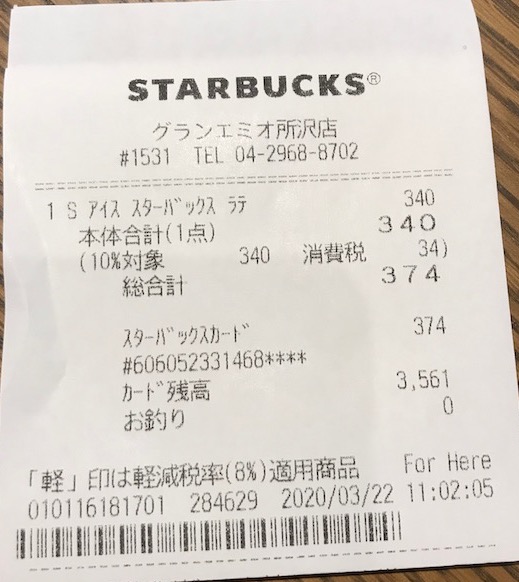 STARBUCKS®
グランエミオ所沢店
#1531 TEL 04-2968-8702
1 S ｱｲｽ ｽﾀｰﾊﾞｯｸｽ ﾗﾃ 340
本体合計(1点) 340
(10%対象 340 消費税 34)
総合計 374
ｽﾀｰﾊﾞｯｸｽｶｰﾄﾞ 374
#606052331468****
ｶｰﾄﾞ残高 3,561
お釣り 0
「軽」印は軽減税率(8%)適用商品 For Here
010116181701 284629 2020/03/22 11:02:05